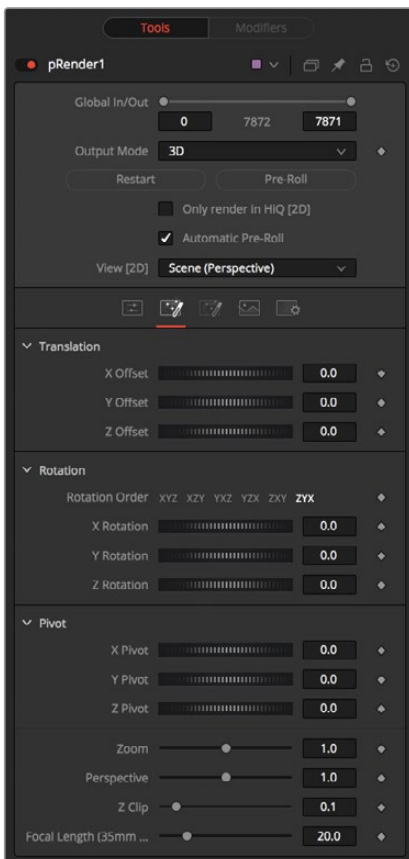 Tools Modifiers
pRender1
Global In/Out
0 7872 7871
Output Mode 3D
Restart Pre-Roll
Only render in HiQ [2D]
Automatic Pre-Roll
View [2D] Scene (Perspective)
Translation
X Offset 0.0
Y Offset 0.0
Z Offset 0.0
Rotation
Rotation Order XYZ XZY YXZ YZX ZXY ZYX
X Rotation 0.0
Y Rotation 0.0
Z Rotation 0.0
Pivot
X Pivot 0.0
Y Pivot 0.0
Z Pivot 0.0
Zoom 1.0
Perspective 1.0
Z Clip 0.1
Focal Length (35mm ... 20.0